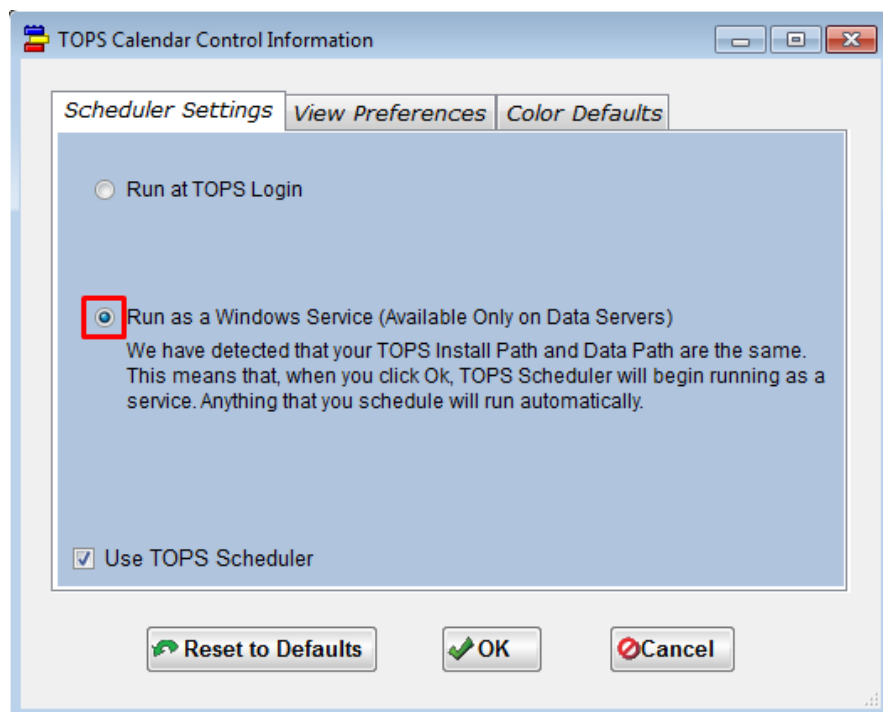 TOPS Calendar Control Information
Scheduler Settings View Preferences Color Defaults
Run at TOPS Login
Run as a Windows Service (Available Only on Data Servers)
We have detected that your TOPS Install Path and Data Path are the same.
This means that, when you click Ok, TOPS Scheduler will begin running as a
service. Anything that you schedule will run automatically.
Use TOPS Scheduler
Reset to Defaults OK Cancel